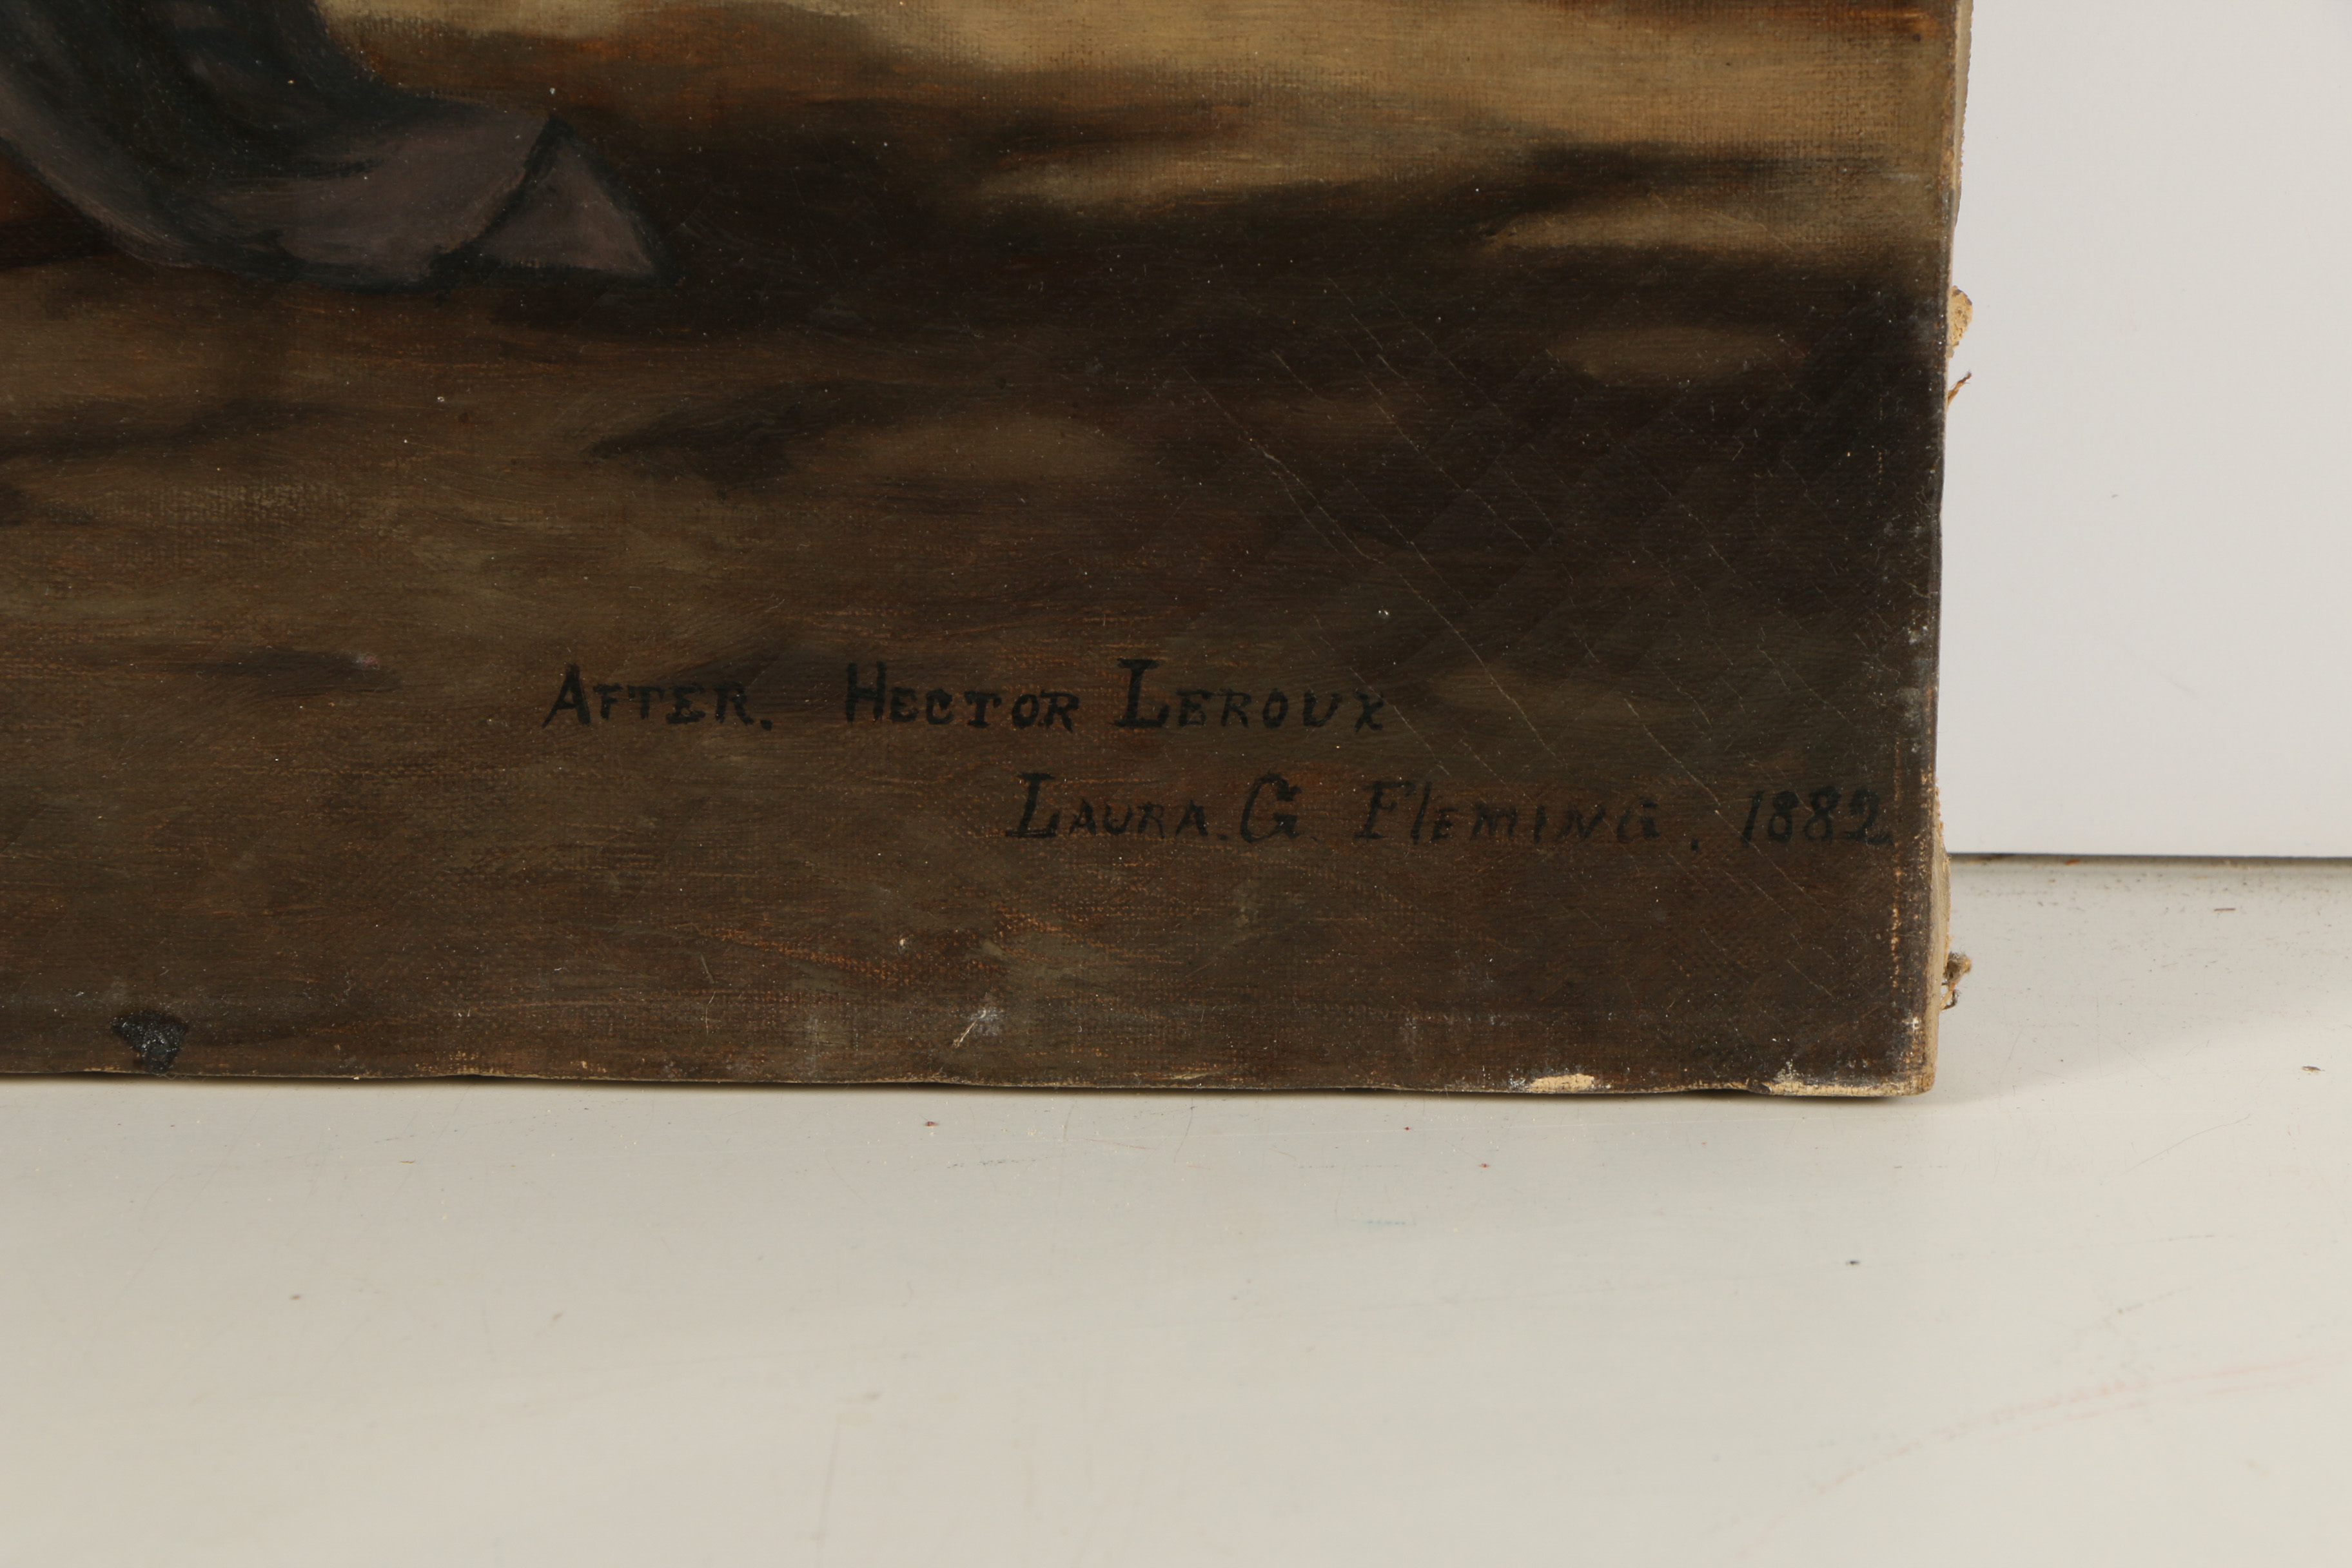 AFTER. HECTOR LEROUX
LAURA. G. FlEMING, 1882